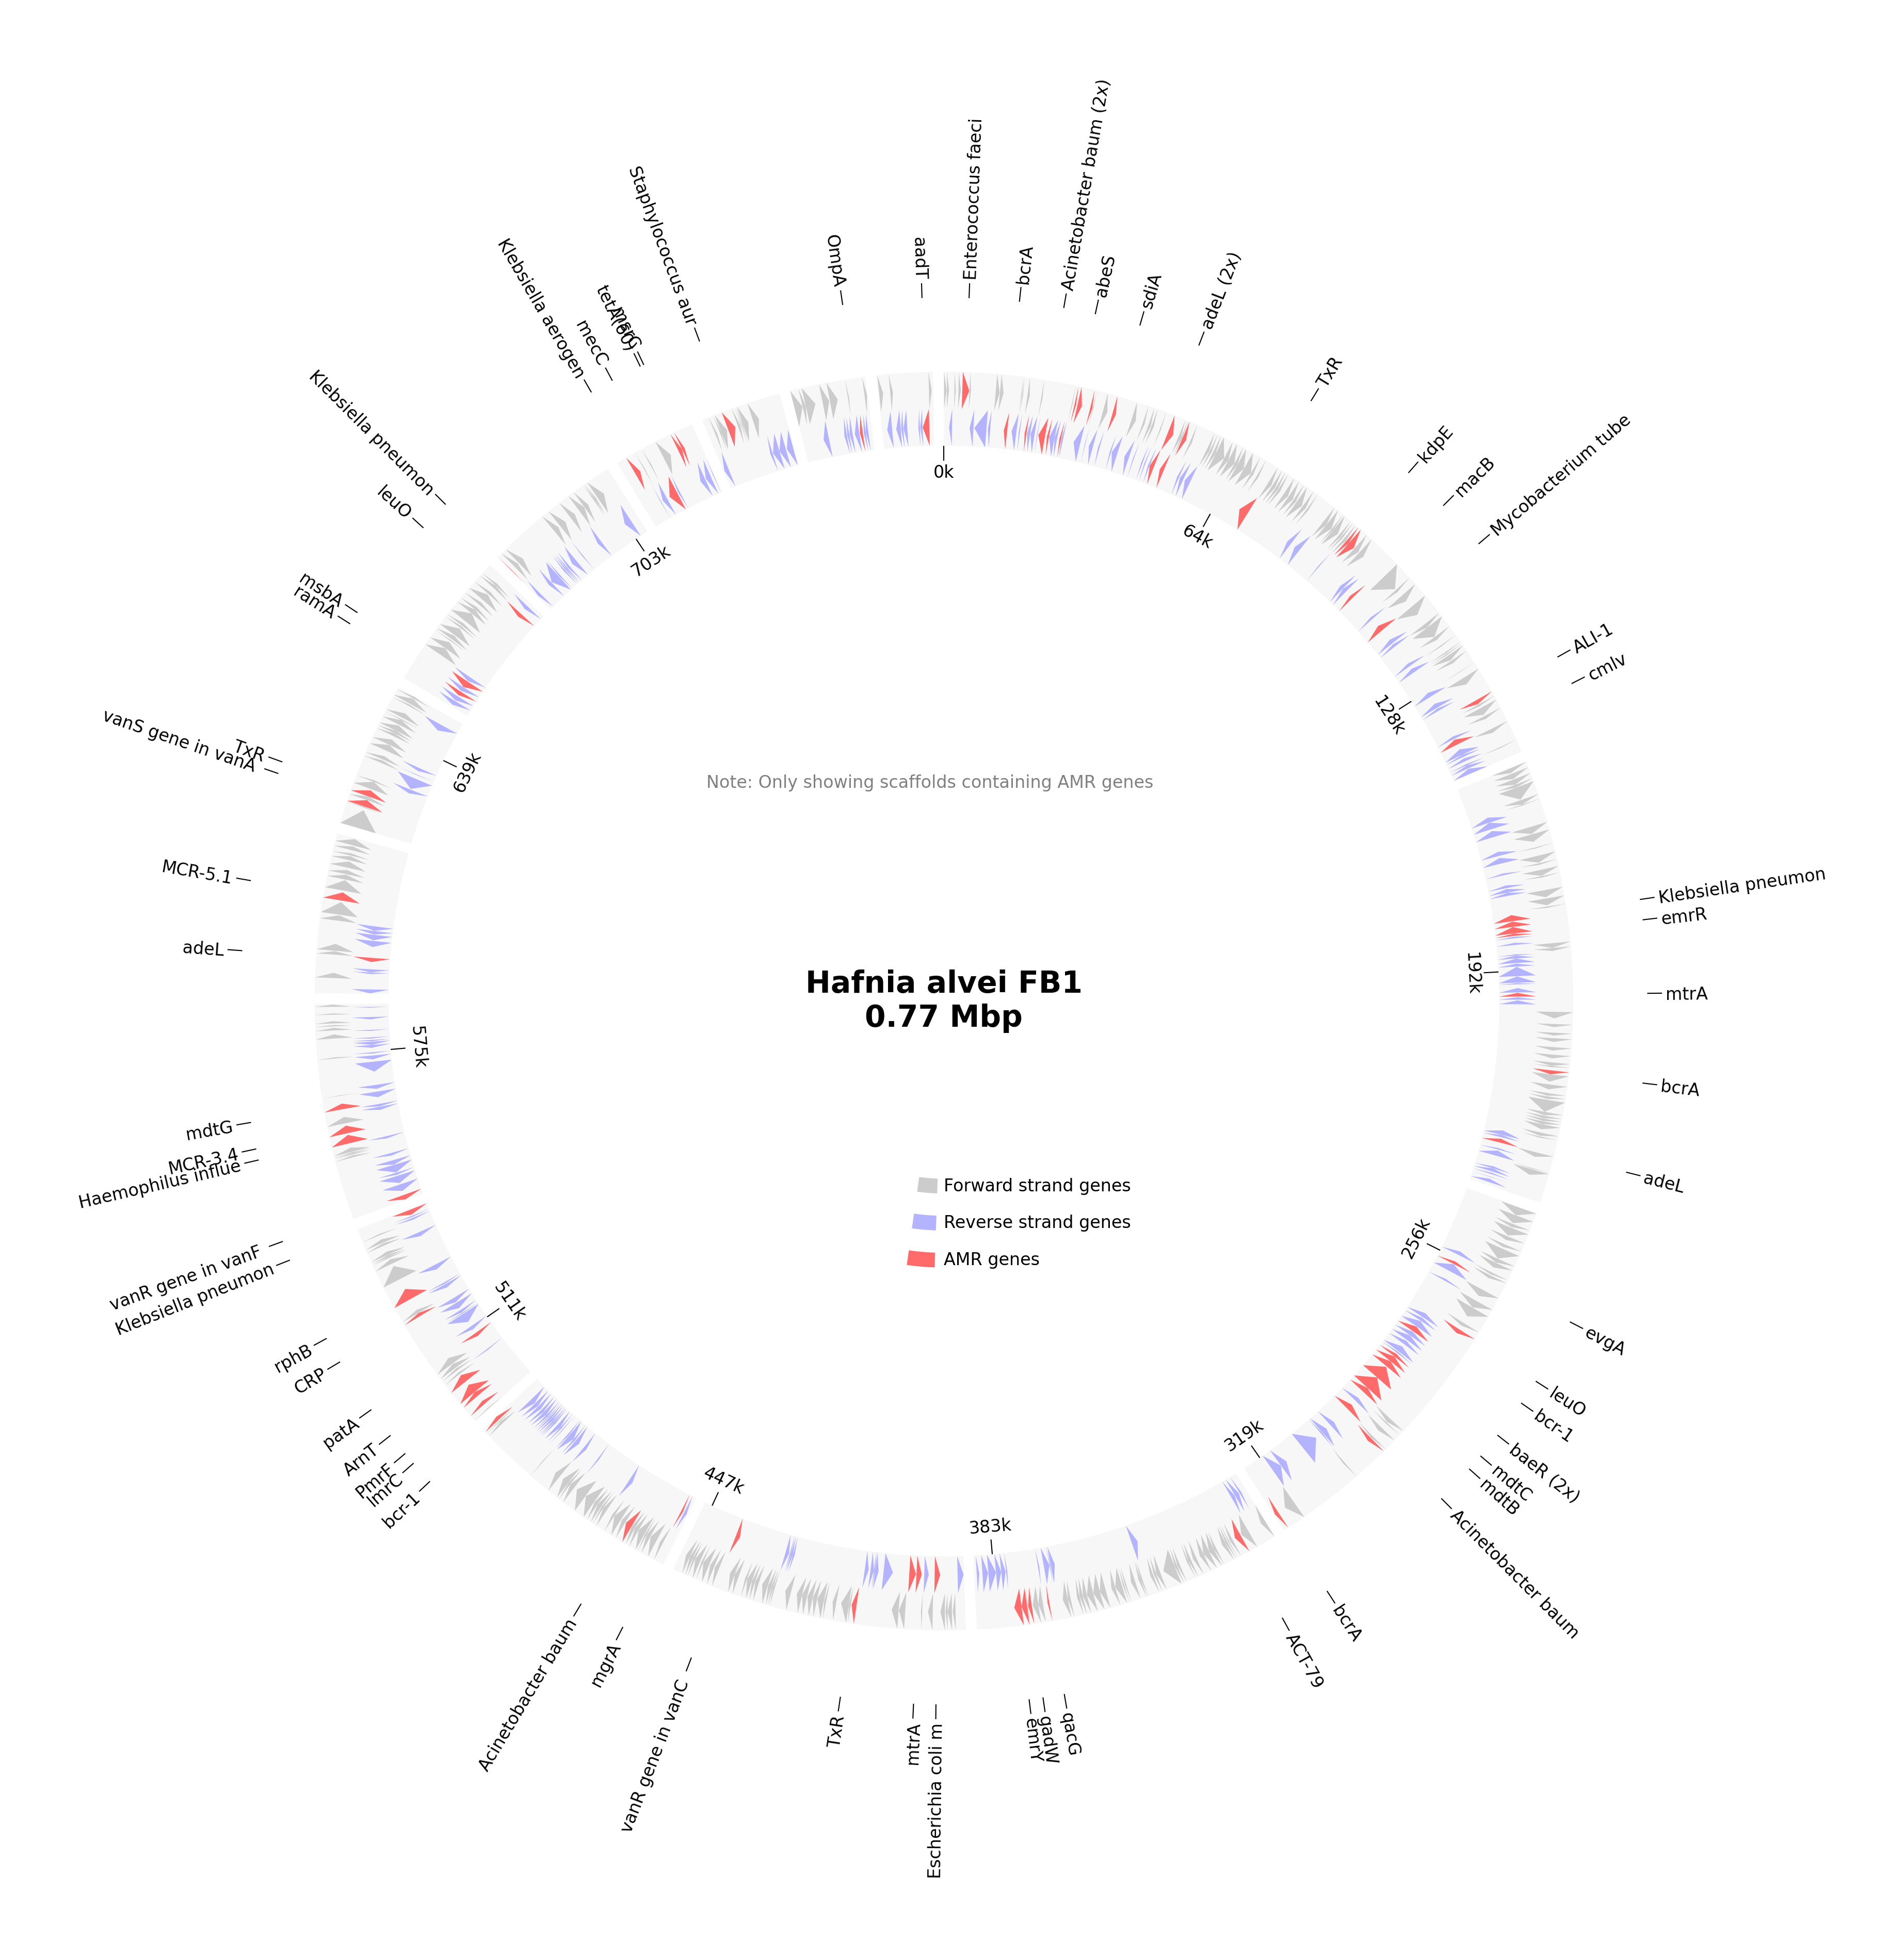 Enterococcus faeci
bcrA
Acinetobacter baum (2x)
abeS
sdiA
adeL (2x)
TxR
kdpE
macB
Mycobacterium tube
ALI-1
cmlv
Klebsiella pneumon
emrR
mtrA
bcrA
adeL
evgA
leuO
bcr-1
baeR (2x)
mdtC
mdtB
Acinetobacter baum
bcrA
ACT-79
qacG
gadW
emrY
Escherichia coli m
mtrA
TxR
vanR gene in vanC
mgrA
Acinetobacter baum
bcr-1
lmrC
PmrF
ArnT
patA
CRP
rphB
Klebsiella pneumon
vanR gene in vanF
Haemophilus influe
MCR-3.4
mdtG
adeL
MCR-5.1
vanS gene in vanA
TxR
ramA
msbA
leuO
Klebsiella pneumon
Klebsiella aerogen
mecC
tetA(60)
Staphylococcus aur
OmpA
aadT
0k
64k
128k
192k
256k
319k
383k
447k
511k
575k
639k
703k
Note: Only showing scaffolds containing AMR genes
Hafnia alvei FB1
0.77 Mbp
Forward strand genes
Reverse strand genes
AMR genes